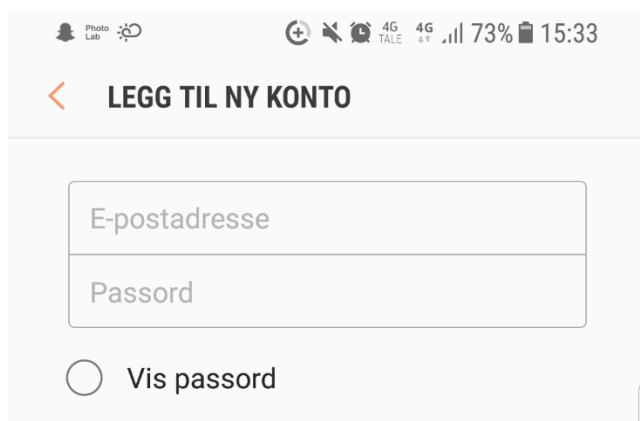 Photo Lab 4G TALE 4G 73% 15:33
LEGG TIL NY KONTO
E-postadresse
Passord
Vis passord